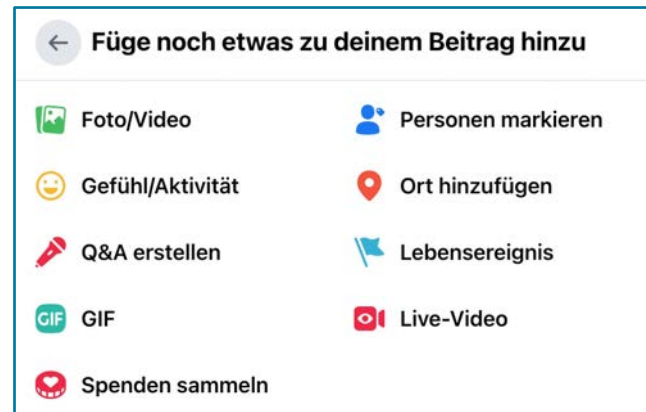 Füge noch etwas zu deinem Beitrag hinzu
Foto/Video
Personen markieren
Gefühl/Aktivität
Ort hinzufügen
Q&A erstellen
Lebensereignis
GIF GIF
Live-Video
Spenden sammeln